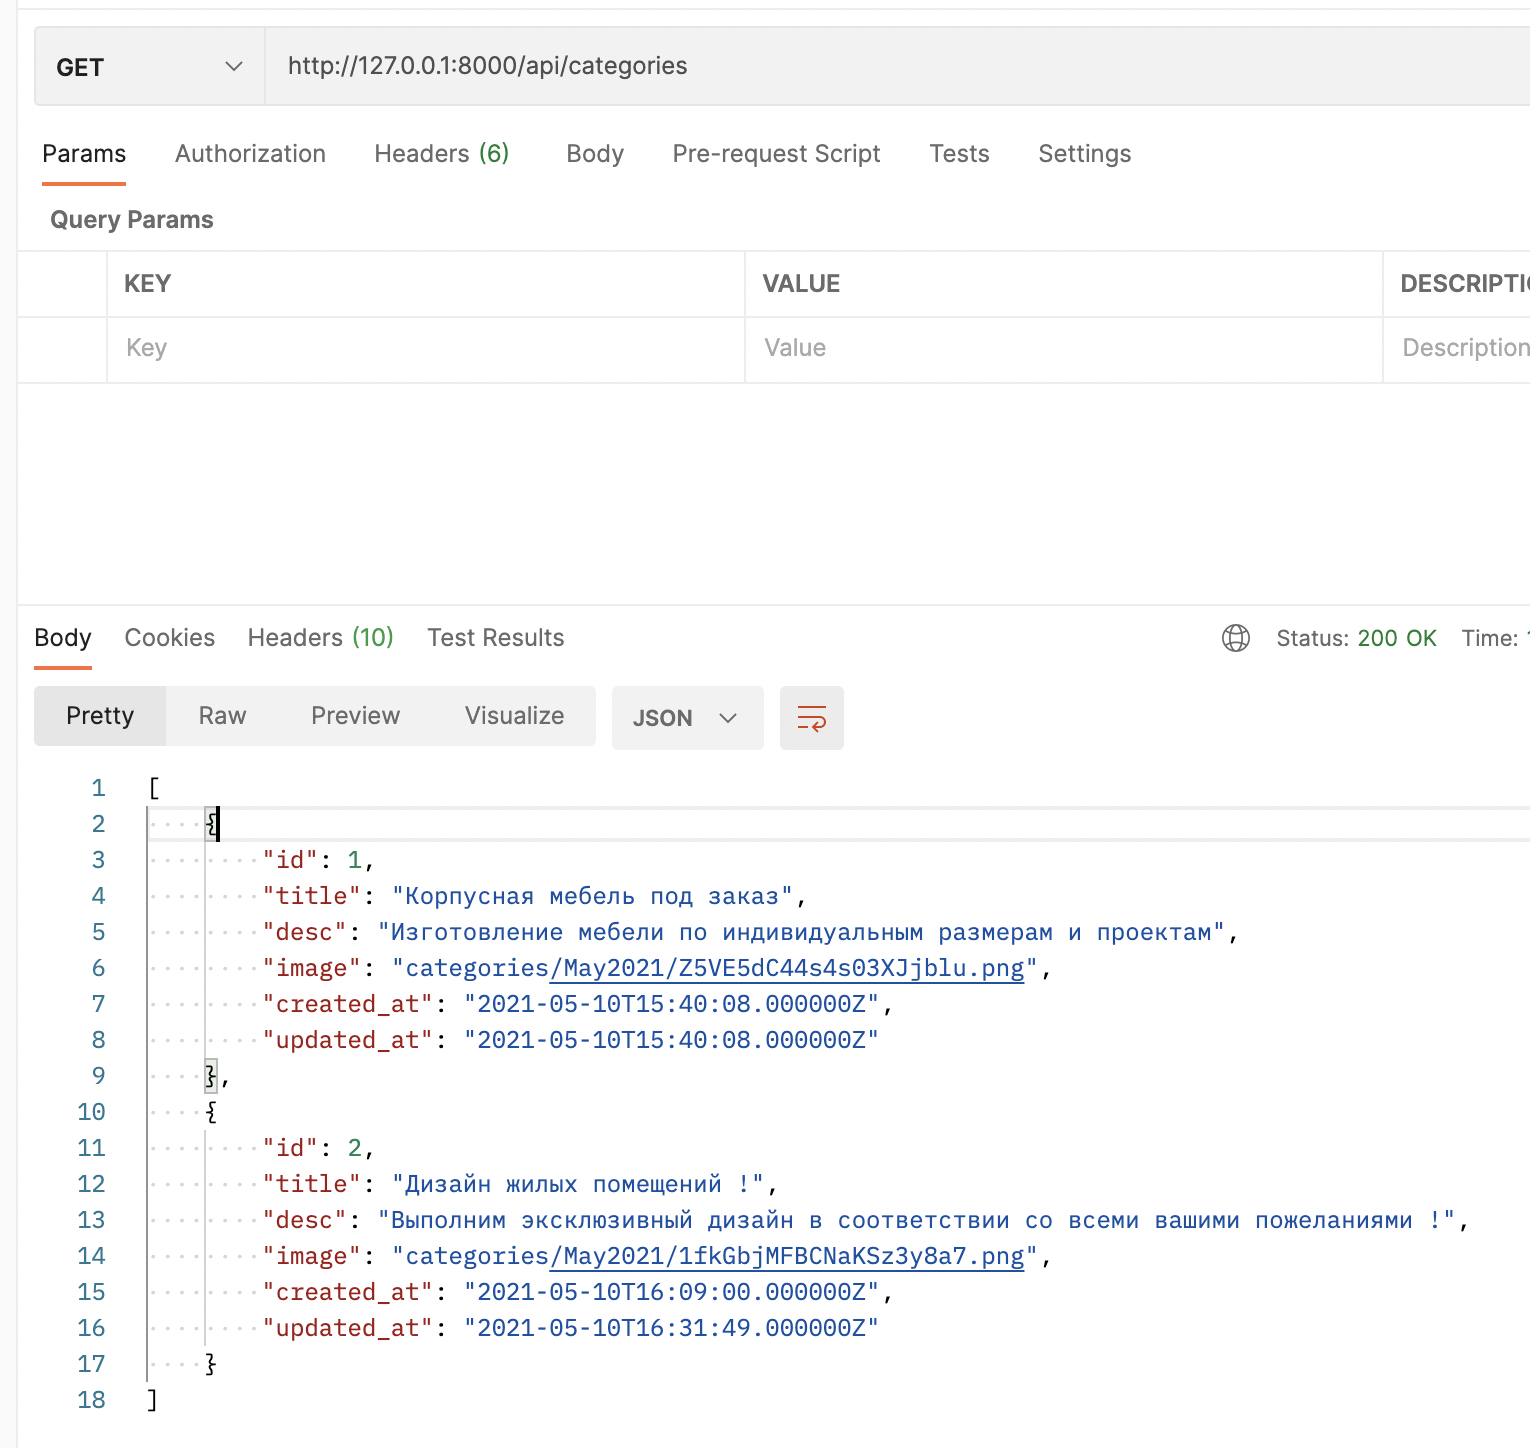 GET http://127.0.0.1:8000/api/categories
Params Authorization Headers (6) Body Pre-request Script Tests Settings
Query Params
KEY VALUE DESCRIPTIO
Key Value Description
Body Cookies Headers (10) Test Results Status: 200 OK Time:
Pretty Raw Preview Visualize JSON
1 [
2 {
3 "id": 1,
4 "title": "Корпусная мебель под заказ",
5 "desc": "Изготовление мебели по индивидуальным размерам и проектам",
6 "image": "categories/May2021/Z5VE5dC44s4s03XJjblu.png",
7 "created_at": "2021-05-10T15:40:08.000000Z",
8 "updated_at": "2021-05-10T15:40:08.000000Z"
9 },
10 {
11 "id": 2,
12 "title": "Дизайн жилых помещений !",
13 "desc": "Выполним эксклюзивный дизайн в соответствии со всеми вашими пожеланиями !",
14 "image": "categories/May2021/1fkGbjMFBCNaKSz3y8a7.png",
15 "created_at": "2021-05-10T16:09:00.000000Z",
16 "updated_at": "2021-05-10T16:31:49.000000Z"
17 }
18 ]